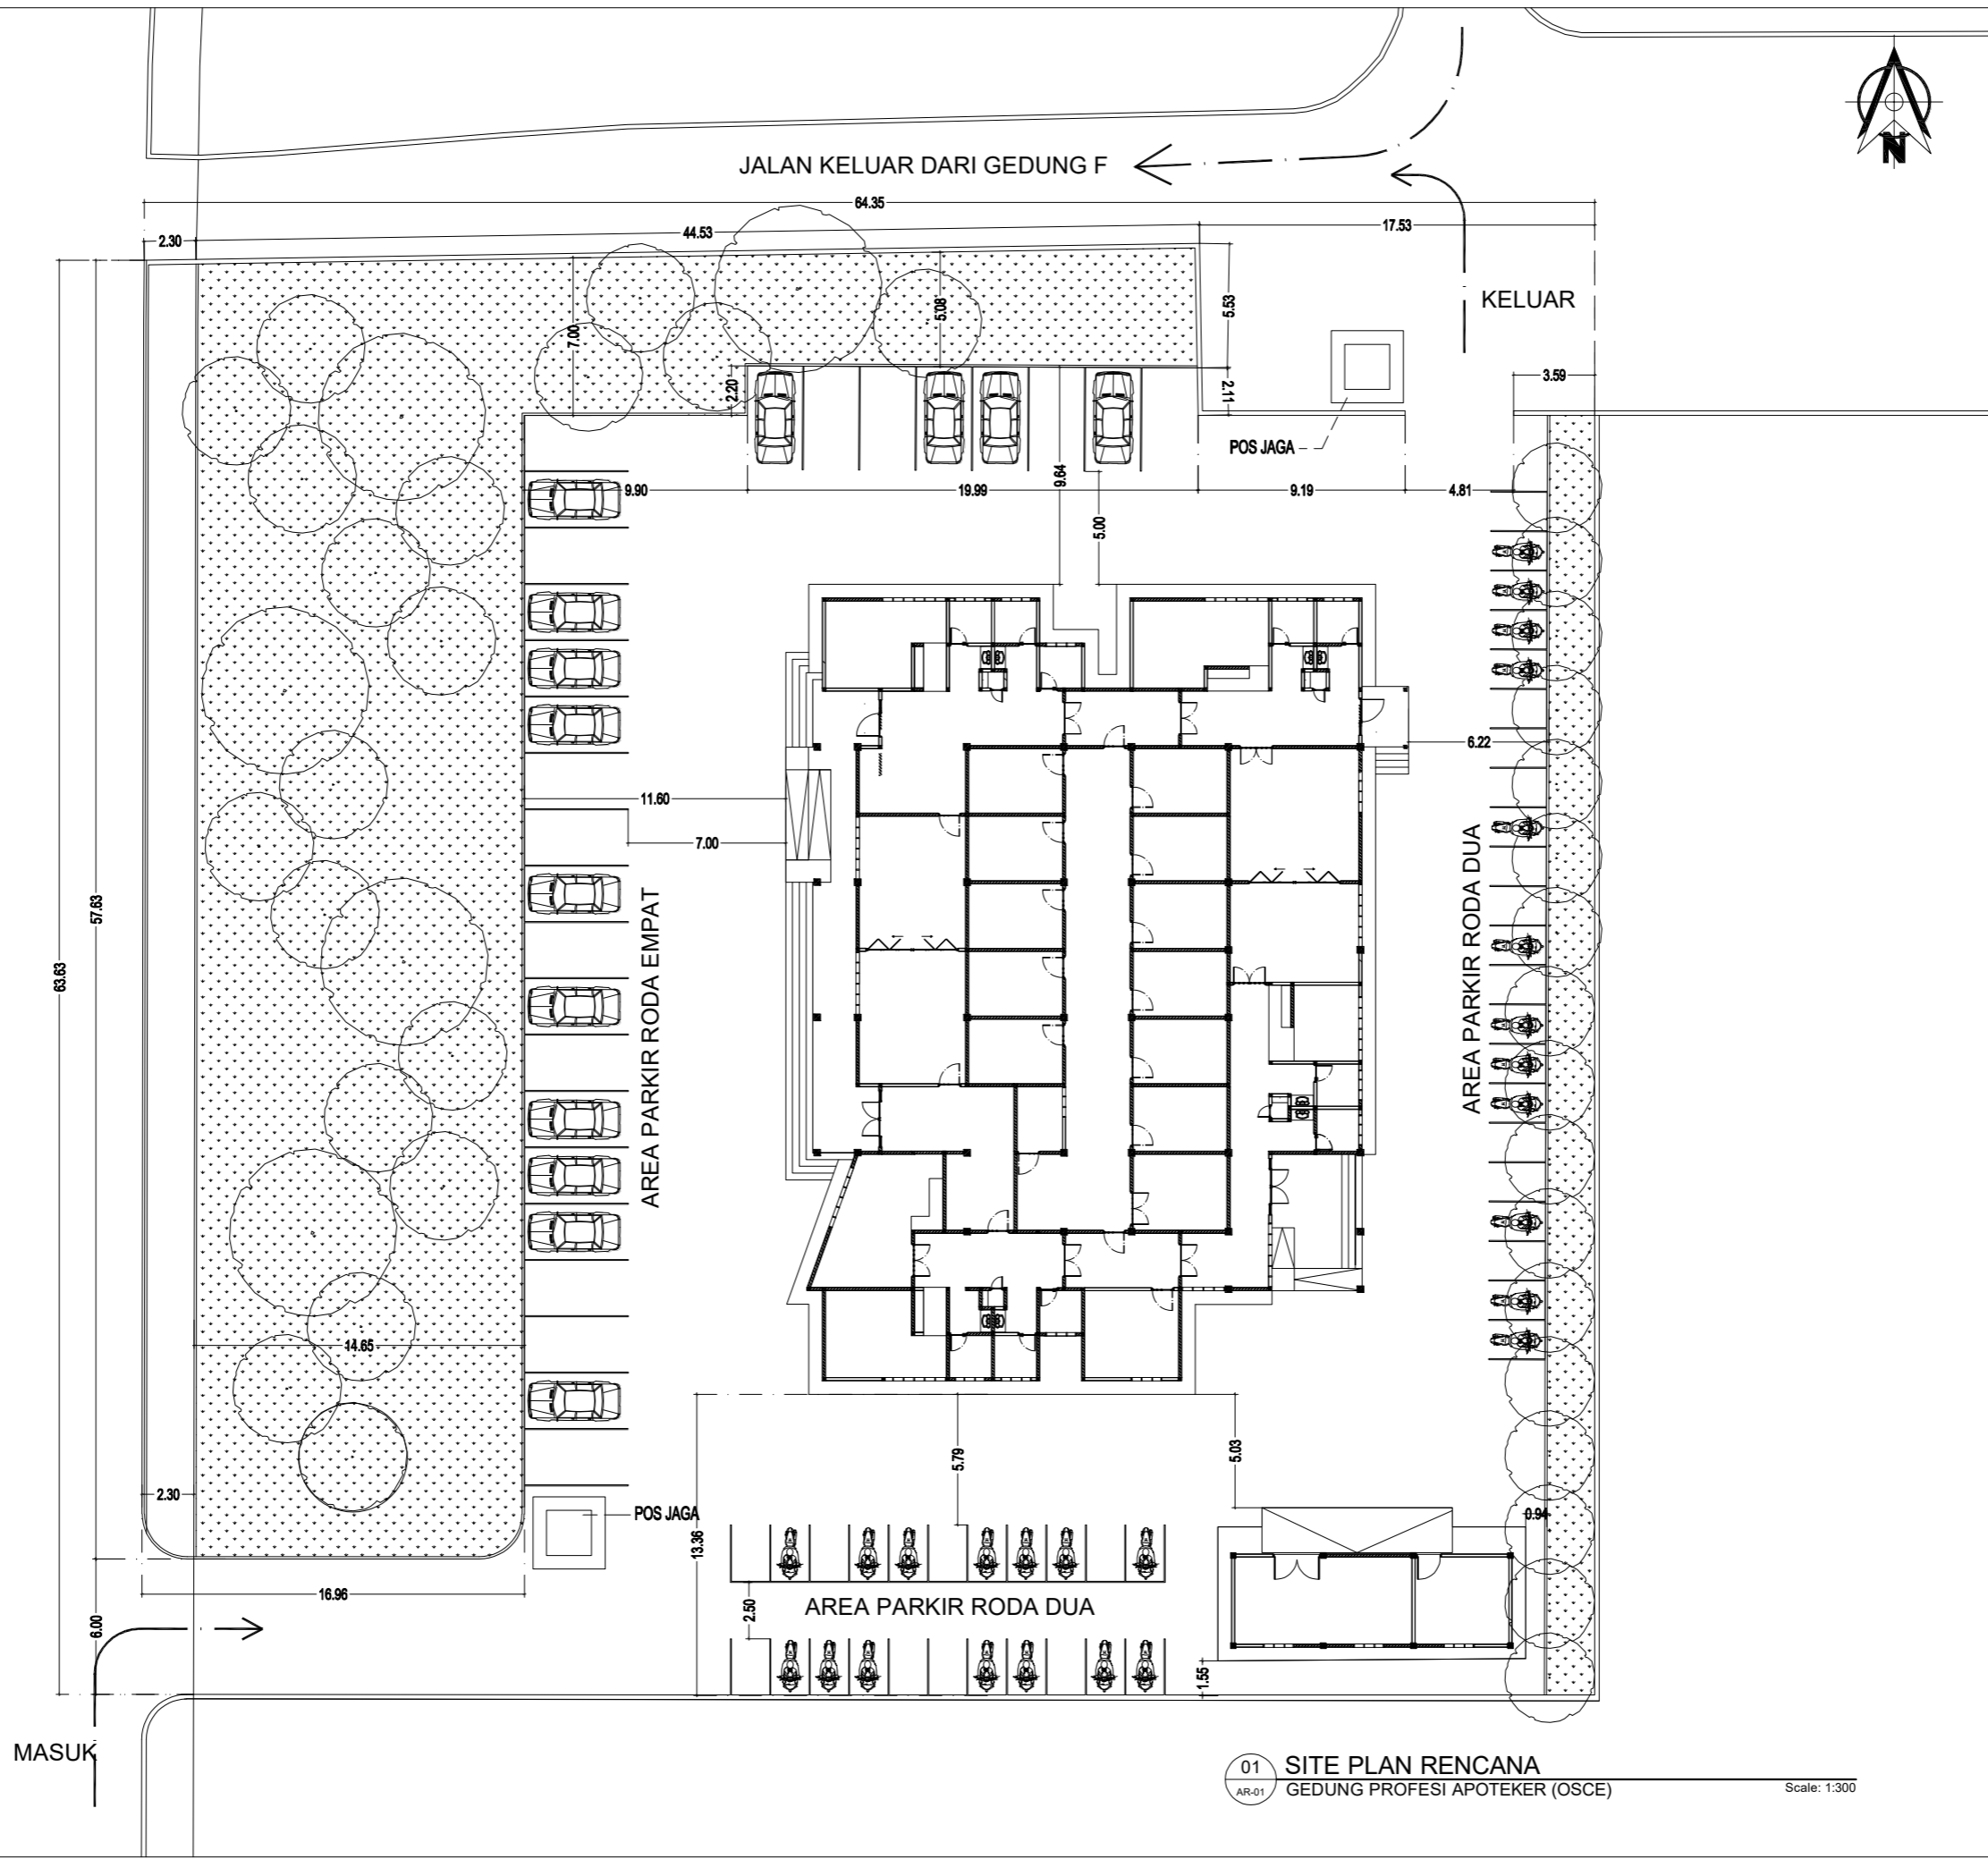 N
JALAN KELUAR DARI GEDUNG F
64.35
2.30
44.53
17.53
KELUAR
7.00
5.08
5.53
3.59
2.20
2.11
POS JAGA
9.90
19.99
9.64
9.19
4.81
5.00
6.22
11.60
7.00
AREA PARKIR RODA EMPAT
AREA PARKIR RODA DUA
63.63
57.63
14.65
2.30
POS JAGA
13.36
5.79
5.03
0.94
16.96
6.00
2.50
AREA PARKIR RODA DUA
1.55
MASUK
01
AR-01
SITE PLAN RENCANA
GEDUNG PROFESI APOTEKER (OSCE)
Scale: 1:300